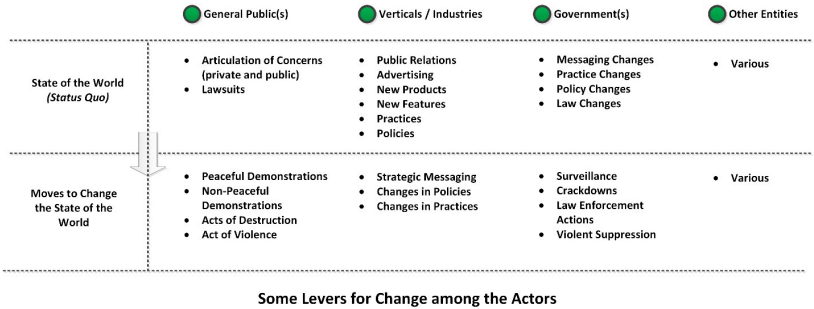 General Public(s)
Verticals / Industries
Government(s)
Other Entities
State of the World
(Status Quo)
• Articulation of Concerns
(private and public)
• Lawsuits
• Public Relations
• Advertising
• New Products
• New Features
• Practices
• Policies
• Messaging Changes
• Practice Changes
• Policy Changes
• Law Changes
• Various
Moves to Change
the State of the
World
• Peaceful Demonstrations
• Non-Peaceful
Demonstrations
• Acts of Destruction
• Act of Violence
• Strategic Messaging
• Changes in Policies
• Changes in Practices
• Surveillance
• Crackdowns
• Law Enforcement
Actions
• Violent Suppression
• Various
Some Levers for Change among the Actors